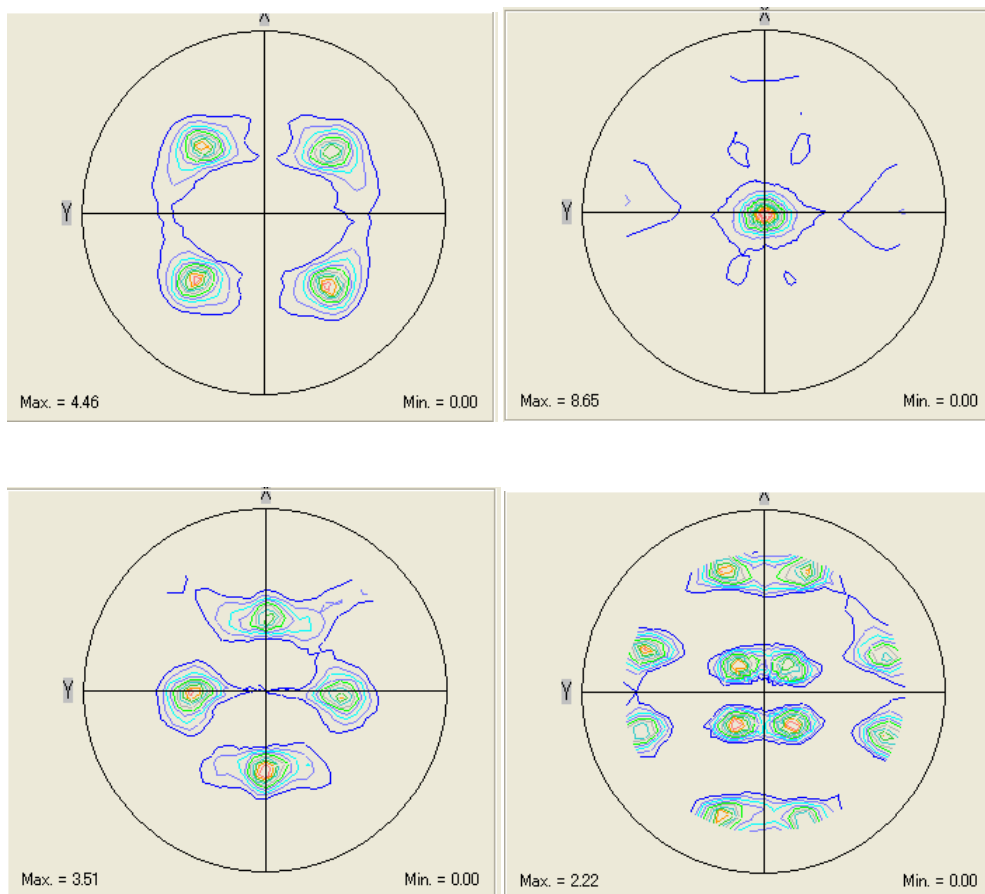 X
Y
Max. = 4.46 Min. = 0.00
X
Y
Max. = 8.65 Min. = 0.00
X
Y
Max. = 3.51 Min. = 0.00
X
Y
Max. = 2.22 Min. = 0.00